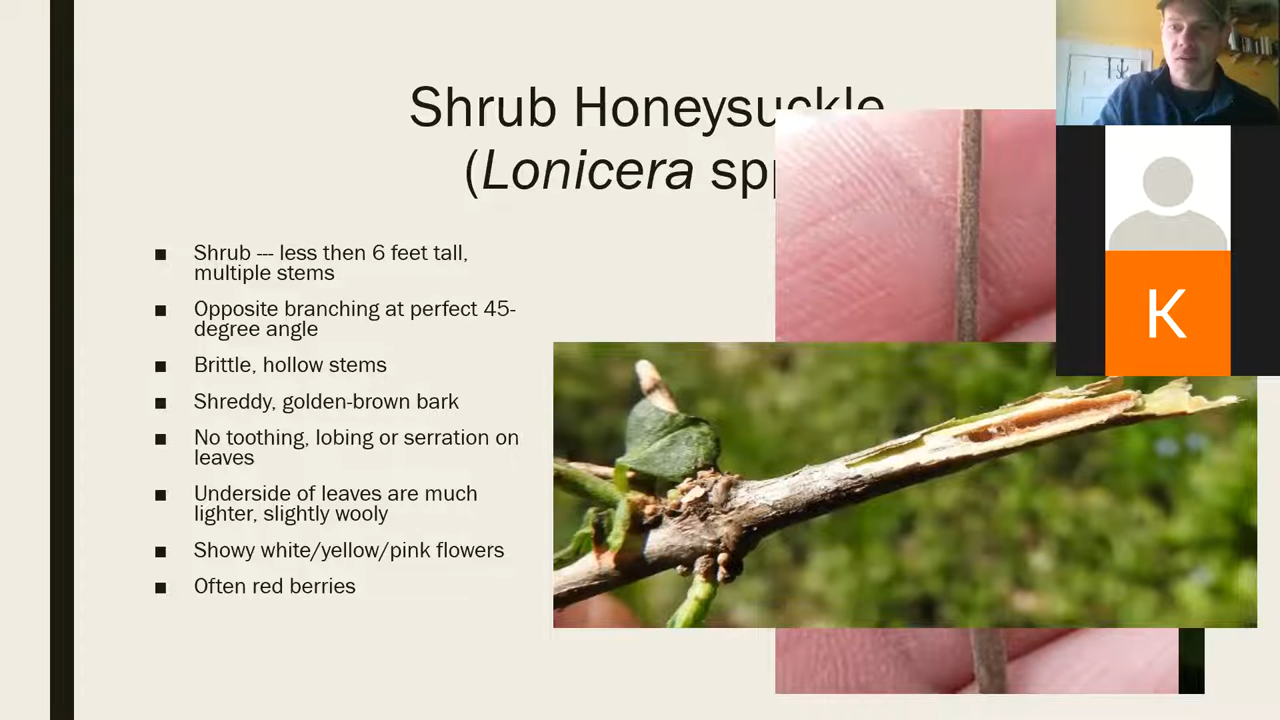 Shrub Honeysuckle
(Lonicera spp
■ Shrub --- less then 6 feet tall,
multiple stems
■ Opposite branching at perfect 45-
degree angle
■ Brittle, hollow stems
■ Shreddy, golden-brown bark
■ No toothing, lobing or serration on
leaves
■ Underside of leaves are much
lighter, slightly wooly
■ Showy white/yellow/pink flowers
■ Often red berries
K